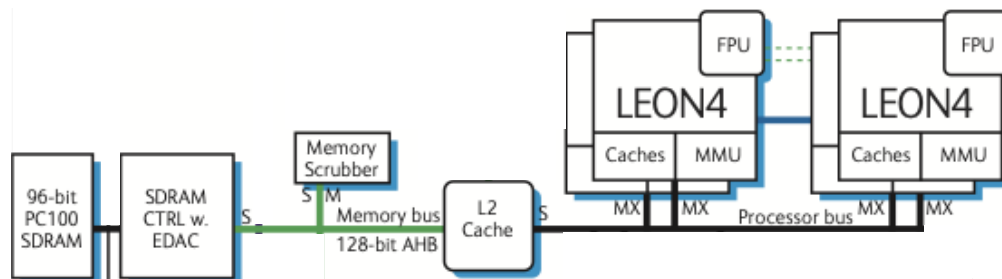 FPU
FPU
LEON4
LEON4
Caches
MMU
Caches
MMU
Memory
Scrubber
96-bit
PC100
SDRAM
SDRAM
CTRL w.
EDAC
S
S M
Memory bus
128-bit AHB
L2
Cache
S
MX
MX
Processor bus
MX
MX